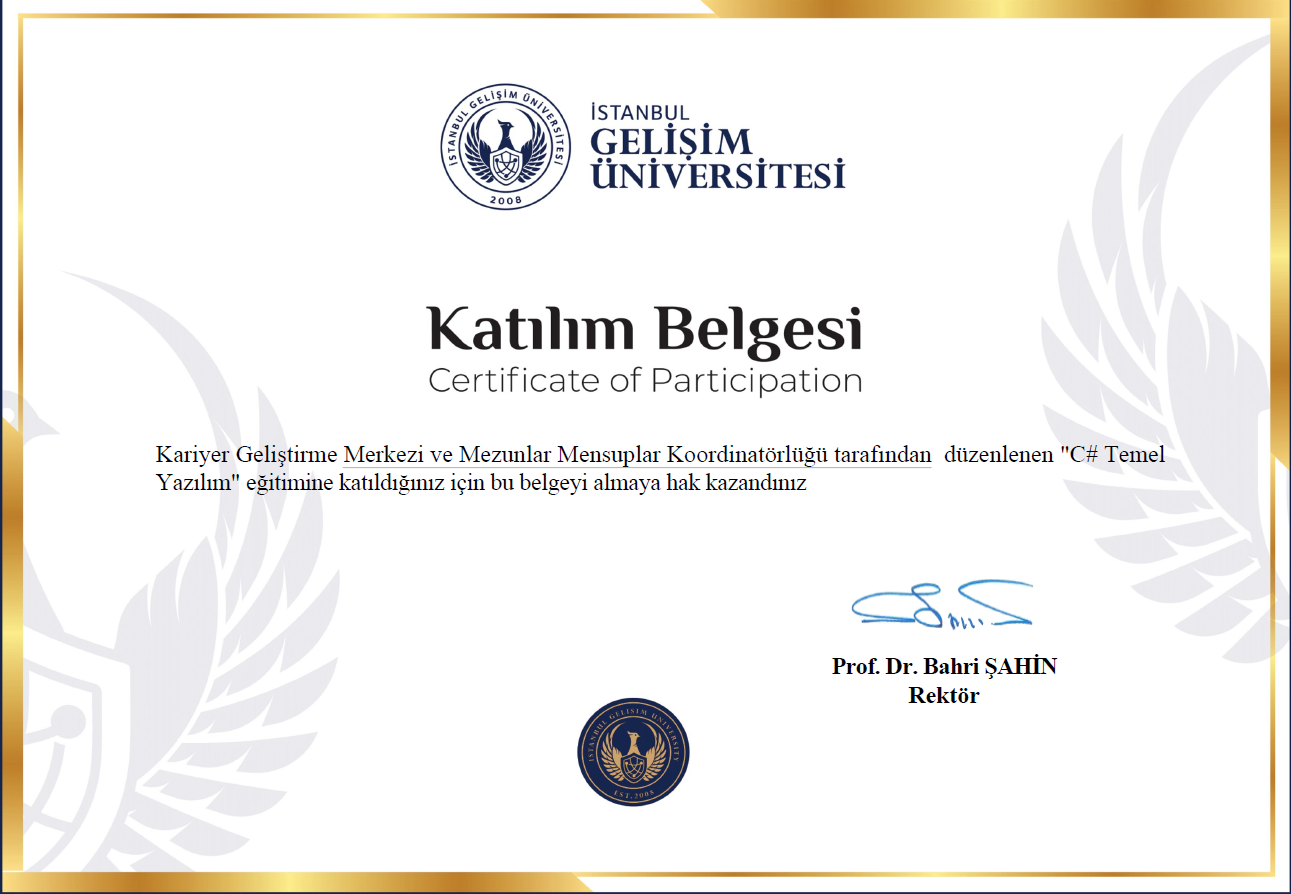 İSTANBUL GELİŞİM ÜNİVERSİTESİ
2008
İSTANBUL
GELİŞİM
ÜNİVERSİTESİ
Katılım Belgesi
Certificate of Participation
Kariyer Geliştirme Merkezi ve Mezunlar Mensuplar Koordinatörlüğü tarafından düzenlenen "C# Temel
Yazılım" eğitimine katıldığınız için bu belgeyi almaya hak kazandınız
Prof. Dr. Bahri ŞAHİN
Rektör
ISTANBUL GELISIM UNIVERSITY
EST. 2008